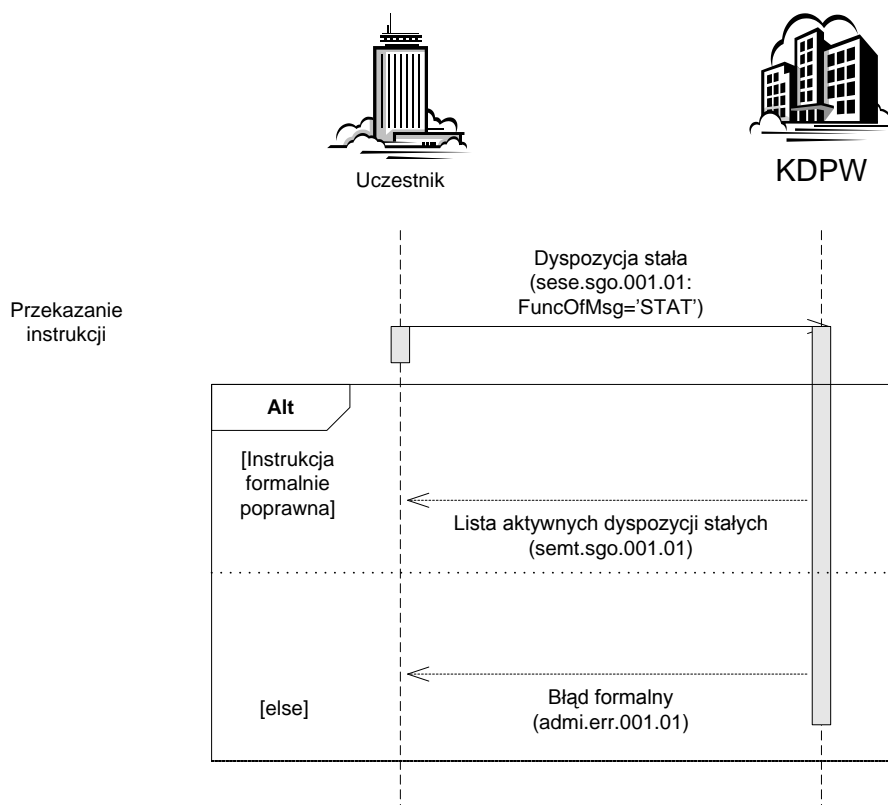 Uczestnik
KDPW
Dyspozycja stała
(sese.sgo.001.01:
FuncOfMsg=’STAT’)
Przekazanie
instrukcji
Alt
[Instrukcja
formalnie
poprawna]
Lista aktywnych dyspozycji stałych
(semt.sgo.001.01)
[else]
Błąd formalny
(admi.err.001.01)